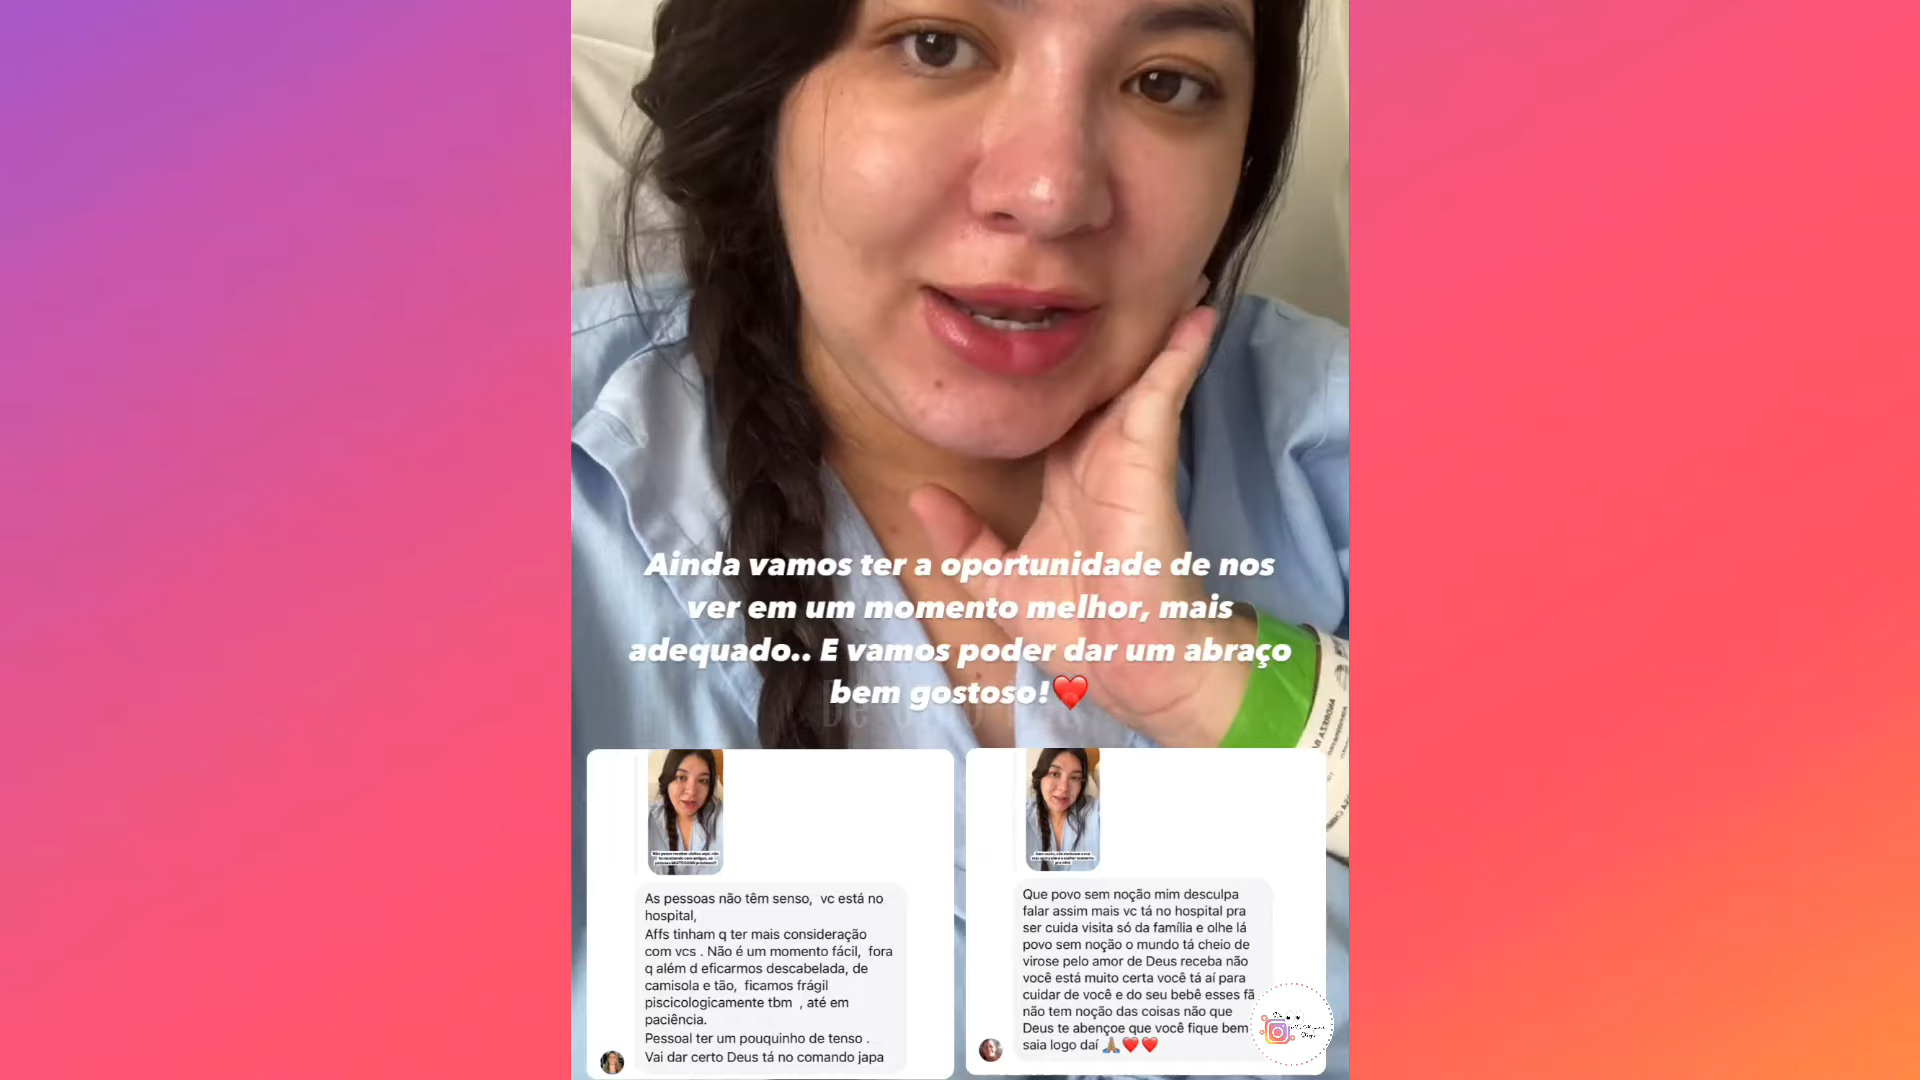 Ainda vamos ter a oportunidade de nos
ver em um momento melhor, mais
adequado.. E vamos poder dar um abraço
bem gostoso!❤️
As pessoas não têm senso, vc está no
hospital,
Affs tinham q ter mais consideração
com vcs . Não é um momento fácil, fora
q além d eficarmos descabelada, de
camisola e tão, ficamos frágil
piscicologicamente tbm , até em
paciência.
Pessoal ter um pouquinho de tenso .
Vai dar certo Deus tá no comando japa
Que povo sem noção mim desculpa
falar assim mais vc tá no hospital pra
ser cuida visita só da família e olhe lá
povo sem noção o mundo tá cheio de
virose pelo amor de Deus receba não
você está muito certa você tá aí para
cuidar de você e do seu bebê esses fã
não tem noção das coisas não que
Deus te abençoe que você fique bem
saia logo daí 🙏🏽❤️❤️